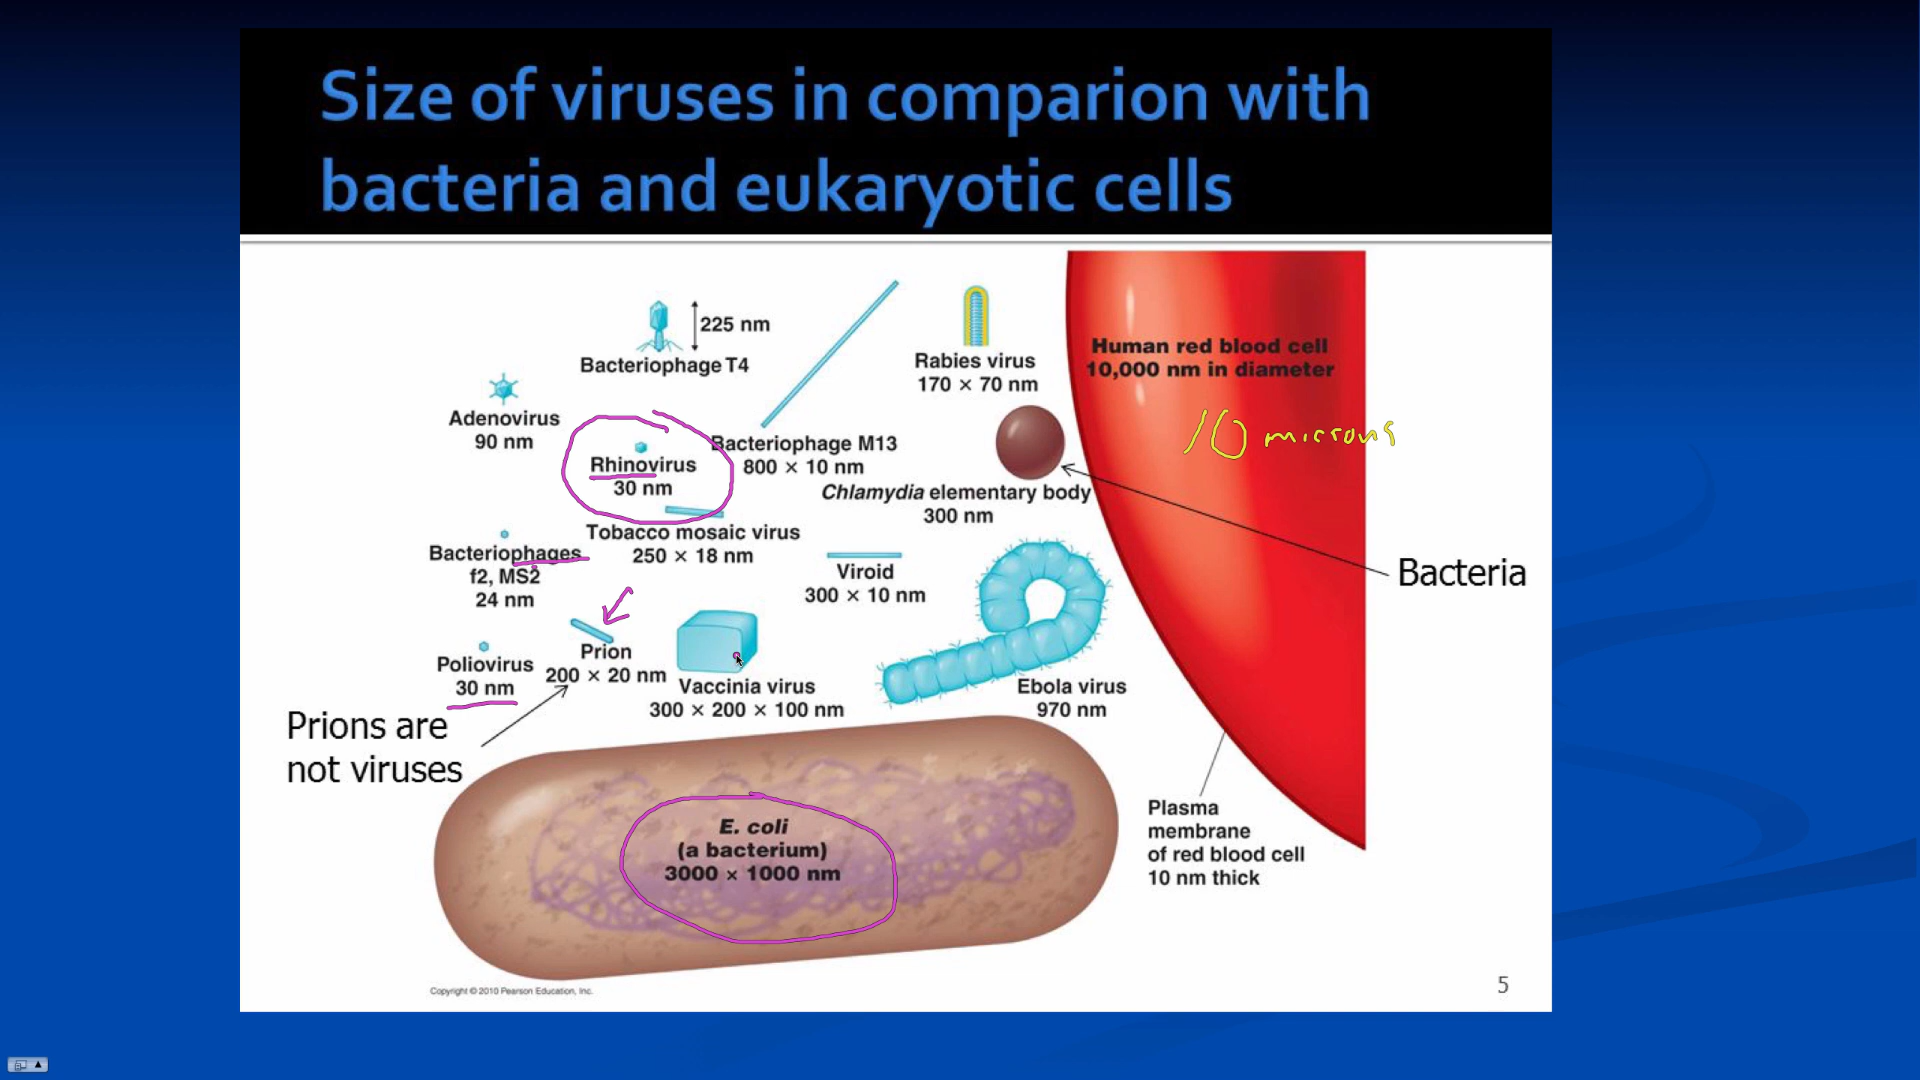 Size of viruses in comparion with
bacteria and eukaryotic cells
225 nm
Bacteriophage T4
Rabies virus
170 × 70 nm
Human red blood cell
10,000 nm in diameter
10 microns
Adenovirus
90 nm
Rhinovirus
30 nm
Bacteriophage M13
800 × 10 nm
Chlamydia elementary body
300 nm
Tobacco mosaic virus
250 × 18 nm
Bacteriophages
f2, MS2
24 nm
Viroid
300 × 10 nm
Bacteria
Prion
200 × 20 nm
Poliovirus
30 nm
Vaccinia virus
300 × 200 × 100 nm
Ebola virus
970 nm
Prions are
not viruses
E. coli
(a bacterium)
3000 × 1000 nm
Plasma
membrane
of red blood cell
10 nm thick
Copyright © 2010 Pearson Education, Inc.
5